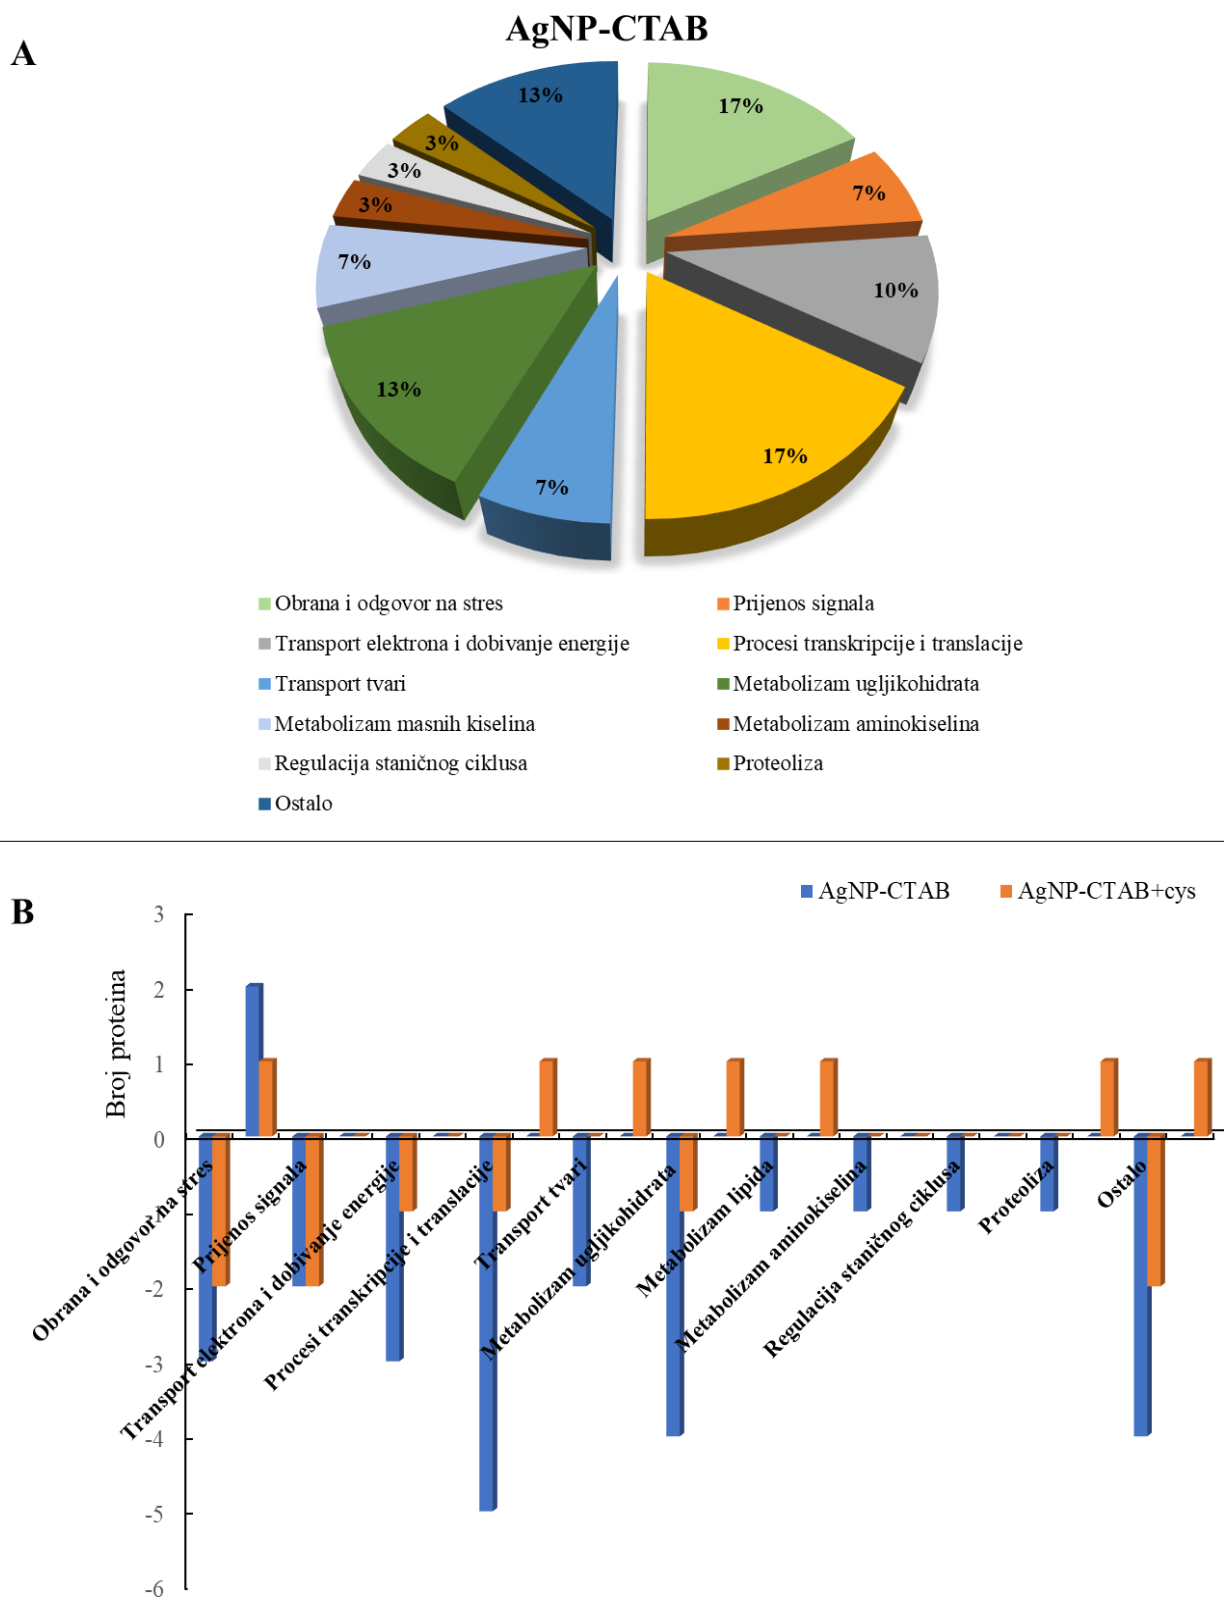 AgNP-CTAB
A
13%
17%
3%
7%
3%
3%
7%
10%
13%
17%
7%
Obrana i odgovor na stres
Prijenos signala
Transport elektrona i dobivanje energije
Procesi transkripcije i translacije
Transport tvari
Metabolizam ugljikohidrata
Metabolizam masnih kiselina
Metabolizam aminokiselina
Regulacija staničnog ciklusa
Proteoliza
Ostalo
B
AgNP-CTAB
AgNP-CTAB+cys
Broj proteina
3
2
1
0
-1
-2
-3
-4
-5
-6
Obrana i odgovor na stres
Prijenos signala
Transport elektrona i dobivanje energije
Procesi transkripcije i translacije
Transport tvari
Metabolizam ugljikohidrata
Metabolizam lipida
Metabolizam aminokiselina
Regulacija staničnog ciklusa
Proteoliza
Ostalo